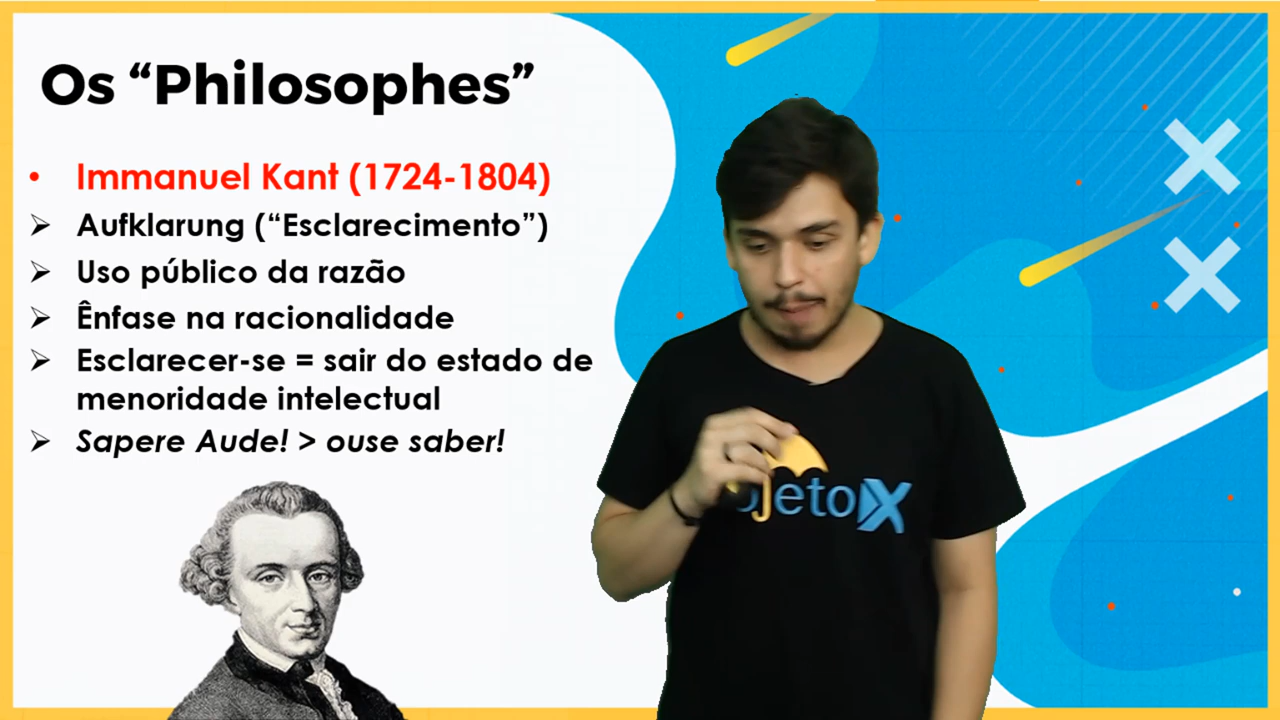 Os “Philosophes”
• Immanuel Kant (1724-1804)
➢ Aufklarung (“Esclarecimento”)
➢ Uso público da razão
➢ Ênfase na racionalidade
➢ Esclarecer-se = sair do estado de
menoridade intelectual
➢ Sapere Aude! > ouse saber!
jeto X